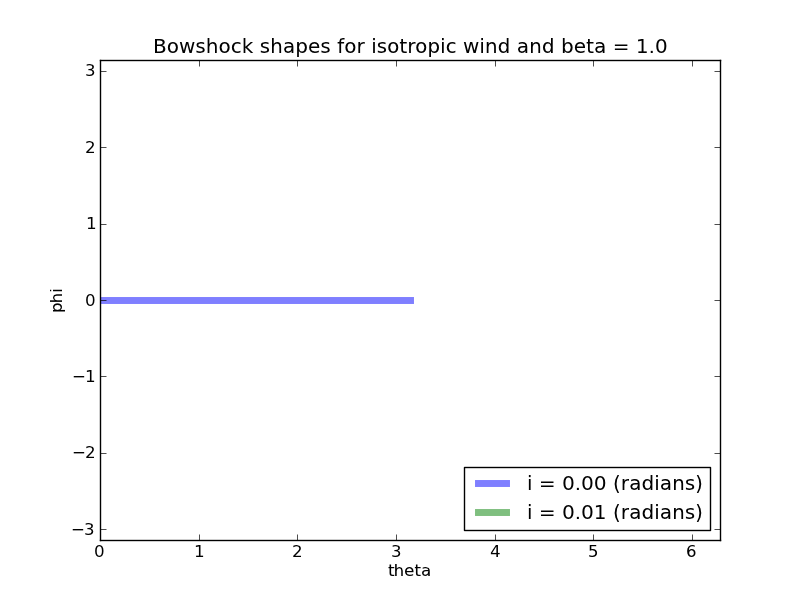 Bowshock shapes for isotropic wind and beta = 1.0
3
2
1
0
−1
−2
−3
phi
i = 0.00 (radians)
i = 0.01 (radians)
0 1 2 3 4 5 6
theta